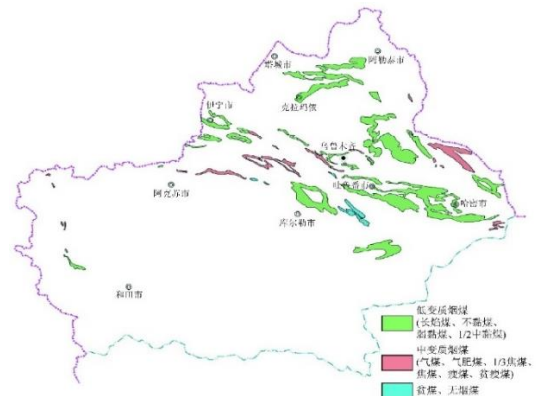 阿勒泰市
塔城市
克拉玛依
伊宁市
乌鲁木齐
吐鲁番市
哈密市
阿克苏市
库尔勒市
和田市
低变质烟煤
(长焰煤、不黏煤、
弱黏煤、1/2中黏煤)
中变质烟煤
(气煤、气肥煤、1/3焦煤、
焦煤、瘦煤、贫瘦煤)
贫煤、无烟煤